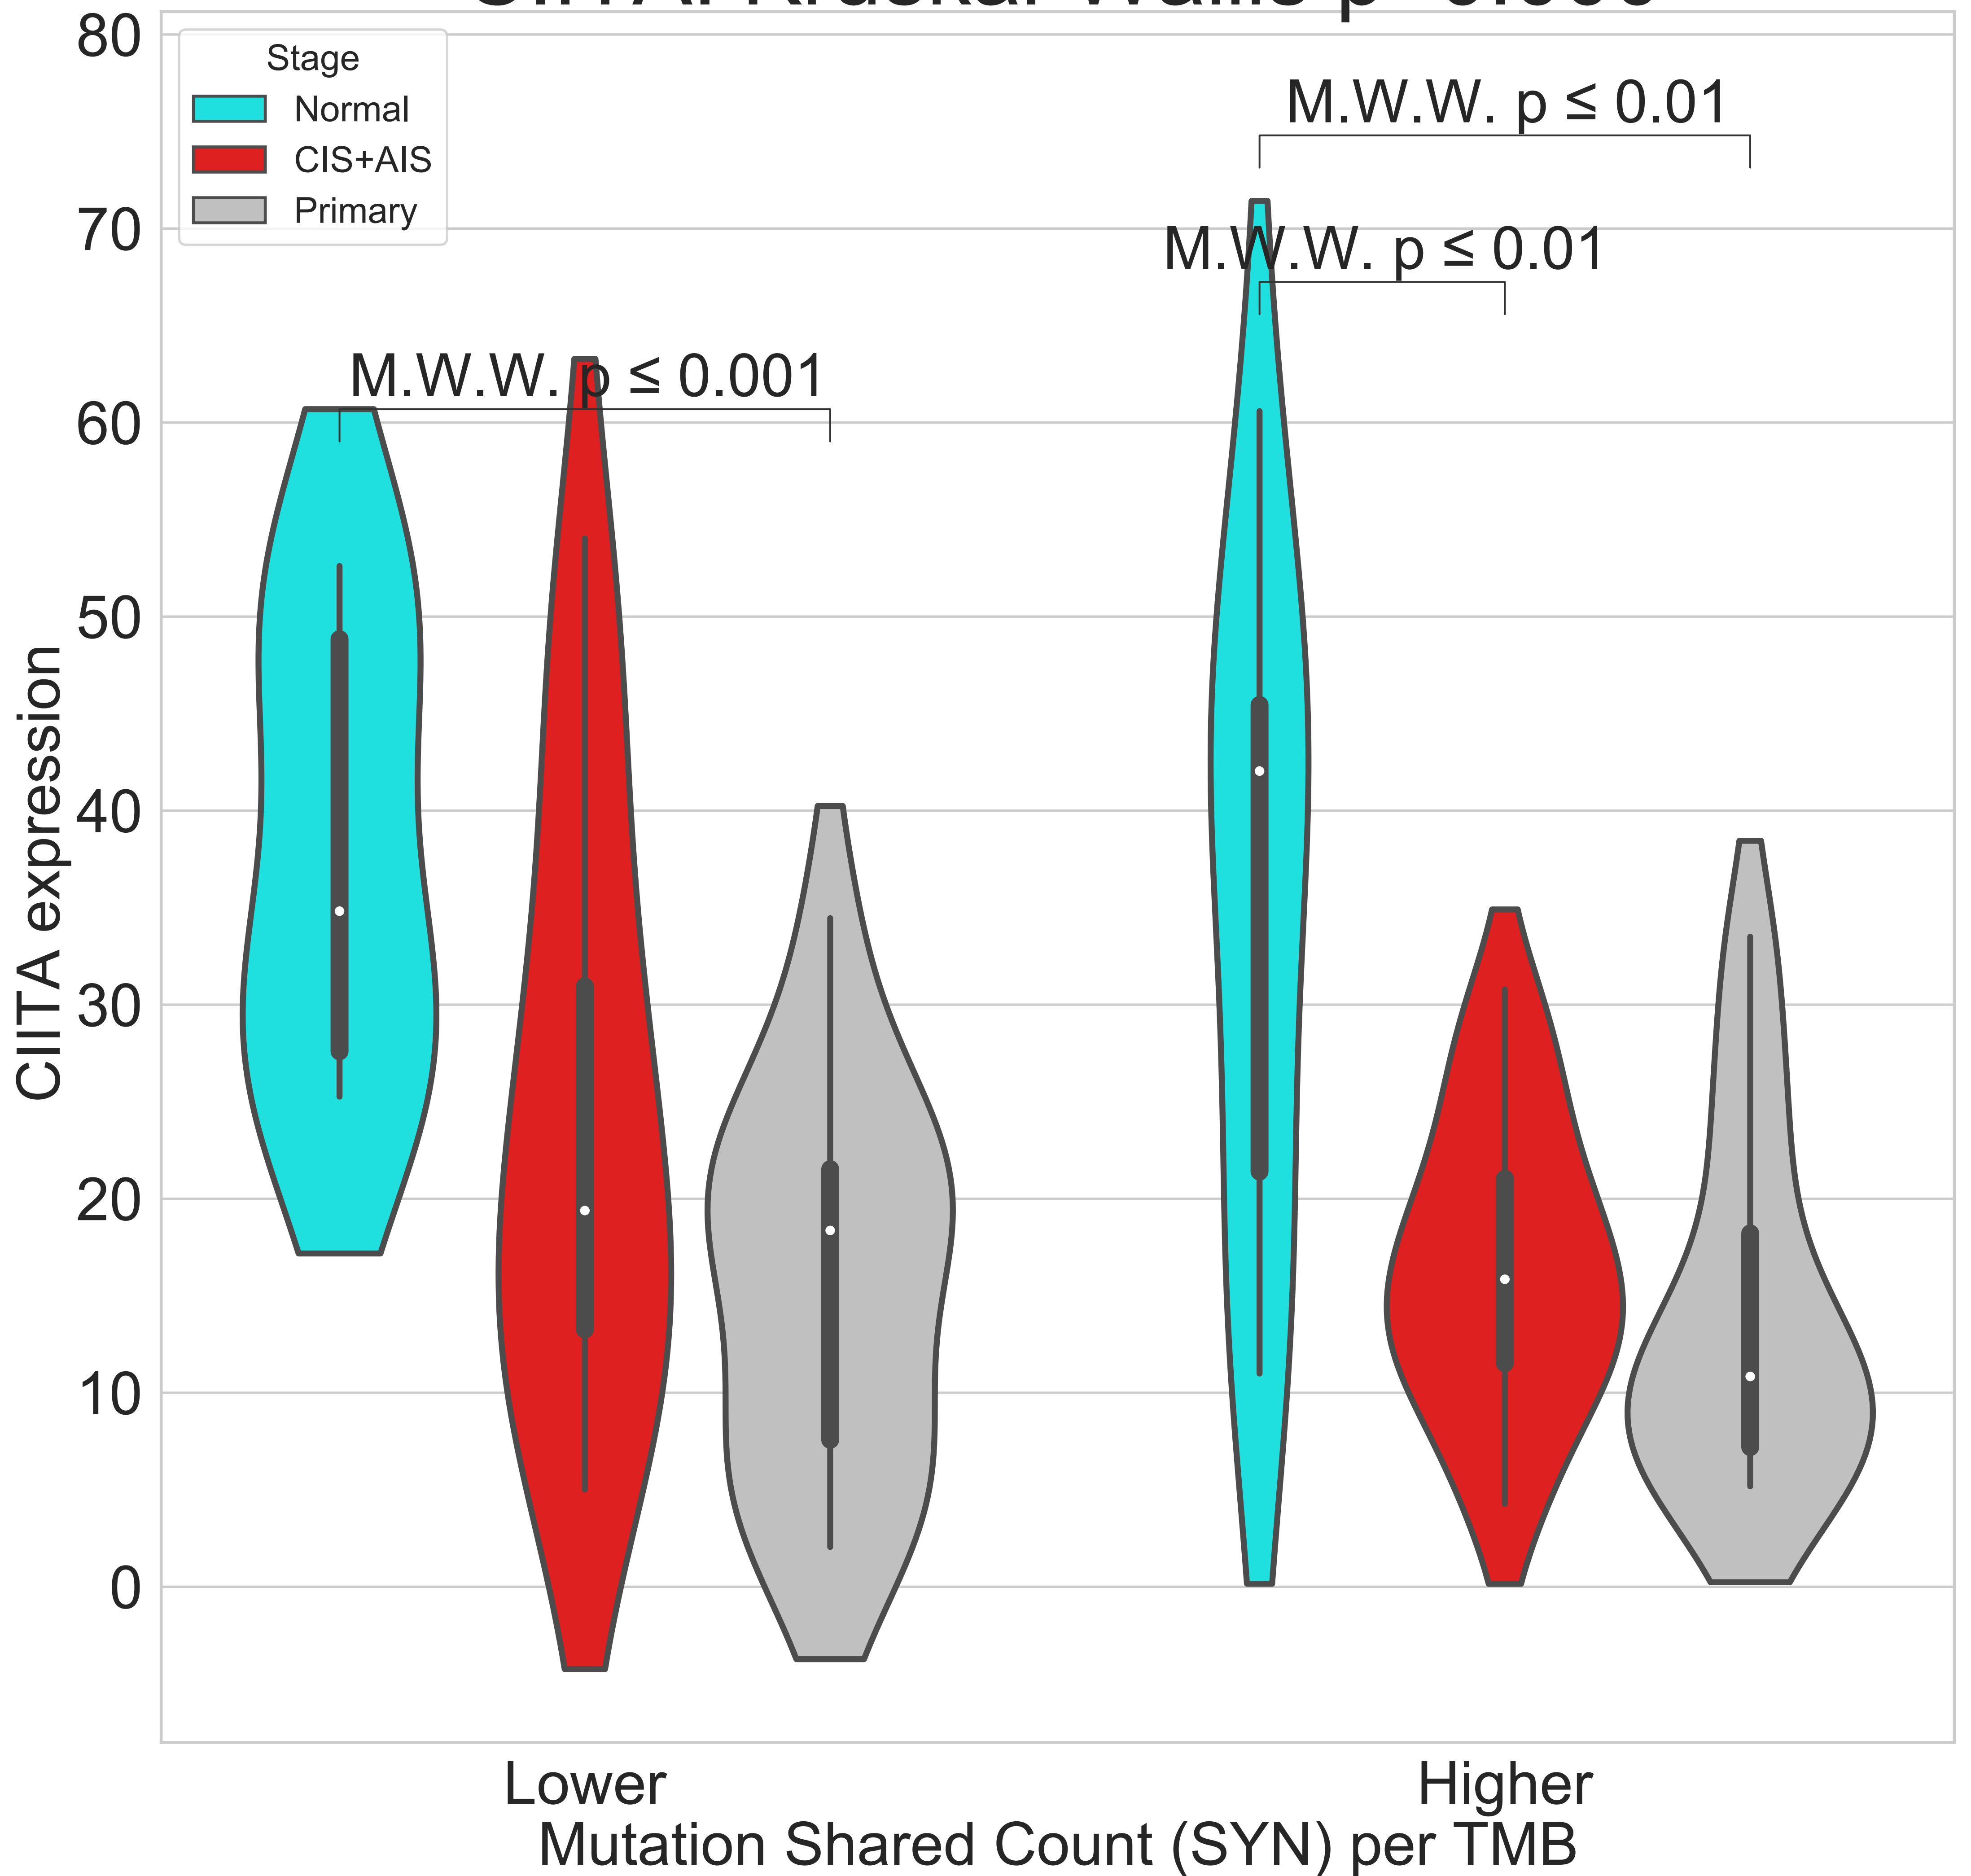 80
Stage
Normal
CIS+AIS
Primary
M.W.W. p ≤ 0.01
70
M.W.W. p ≤ 0.01
M.W.W. p ≤ 0.001
60
50
40
30
20
10
0
CIITA expression
Lower
Higher
Mutation Shared Count (SYN) per TMB